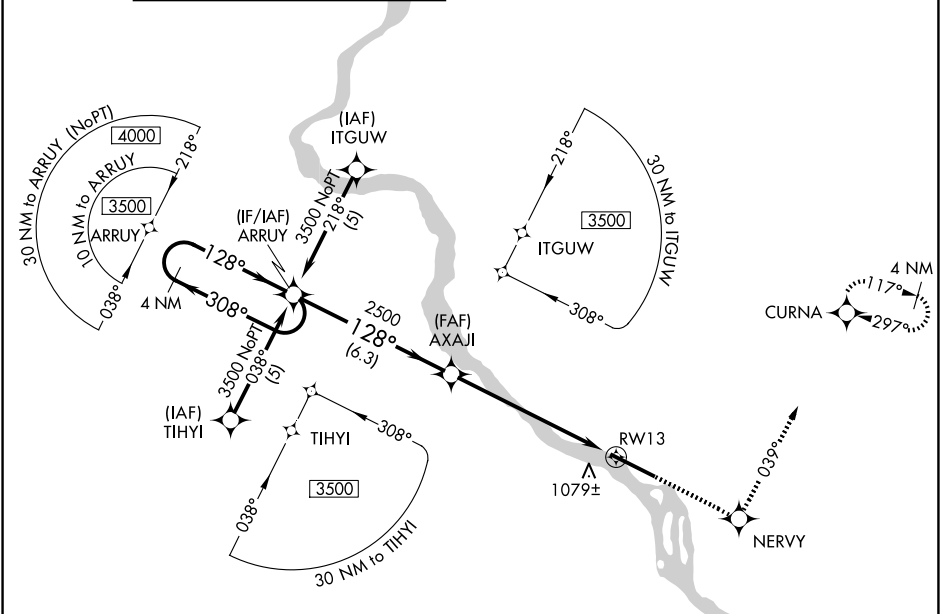 30 NM to ARRUY (NoPT)
4000
218°
10 NM to ARRUY
3500
ARRUY
038°
(IAF)
ITGUW
3500 NoPT
218°
(5)
(IF/IAF)
ARRUY
128°
4 NM
308°
3500 NoPT
038°
(5)
(IAF)
TIHYI
2500
128°
(6.3)
(FAF)
AXAJI
218°
30 NM to ITGUW
3500
ITGUW
308°
4 NM
117°
CURNA
297°
TIHYI
308°
3500
038°
30 NM to TIHYI
RW13
1079±
039°
NERVY